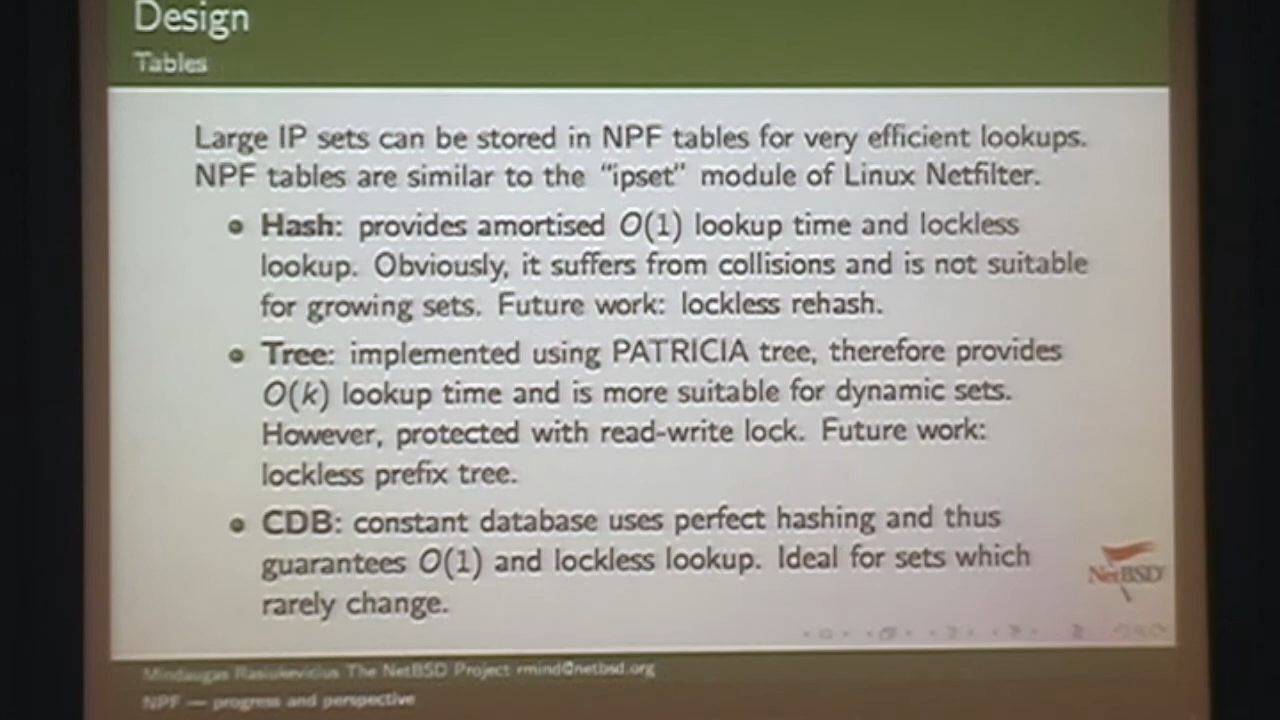 Design
Tables
Large IP sets can be stored in NPF tables for very efficient lookups.
NPF tables are similar to the "ipset" module of Linux Netfilter.
Hash: provides amortised O(1) lookup time and lockless
lookup. Obviously, it suffers from collisions and is not suitable
for growing sets. Future work: lockless rehash.
Tree: implemented using PATRICIA tree, therefore provides
O(k) lookup time and is more suitable for dynamic sets.
However, protected with read-write lock. Future work:
lockless prefix tree.
CDB: constant database uses perfect hashing and thus
guarantees O(1) and lockless lookup. Ideal for sets which
rarely change.
NetBSD
Mindaugas Rasiukevicius The NetBSD Project rmind@netbsd.org
NPF — progress and perspective